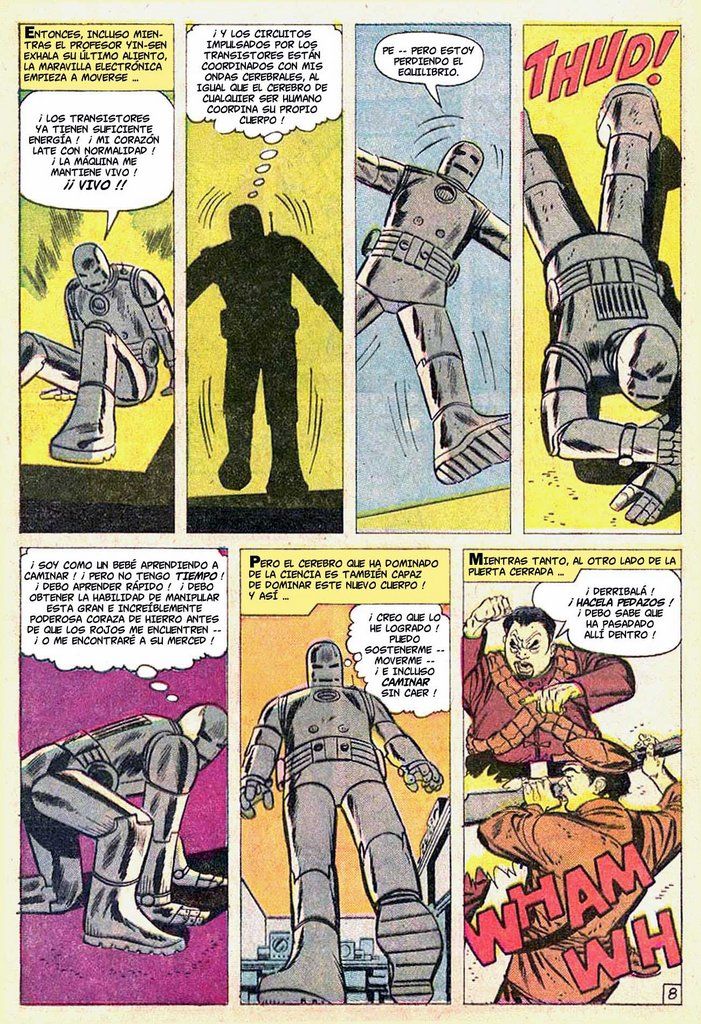 ENTONCES, INCLUSO MIEN-
TRAS EL PROFESOR YIN-SEN
EXHALA SU ÚLTIMO ALIENTO,
LA MARAVILLA ELECTRÓNICA
EMPIEZA A MOVERSE ...
¡ LOS TRANSISTORES
YA TIENEN SUFICIENTE
ENERGÍA ! ¡ MI CORAZÓN
LATE CON NORMALIDAD !
¡ LA MÁQUINA ME
MANTIENE VIVO !
¡¡ VIVO !!
¡ Y LOS CIRCUITOS
IMPULSADOS POR LOS
TRANSISTORES ESTÁN
COORDINADOS CON MIS
ONDAS CEREBRALES, AL
IGUAL QUE EL CEREBRO DE
CUALQUIER SER HUMANO
COORDINA SU PROPIO
CUERPO !
PE -- PERO ESTOY
PERDIENDO EL
EQUILIBRIO.
THUD!
¡ SOY COMO UN BEBÉ APRENDIENDO A
CAMINAR ! ¡ PERO NO TENGO TIEMPO !
¡ DEBO APRENDER RÁPIDO ! ¡ DEBO
OBTENER LA HABILIDAD DE MANIPULAR
ESTA GRAN E INCREÍBLEMENTE
PODEROSA CORAZA DE HIERRO ANTES
DE QUE LOS ROJOS ME ENCUENTREN --
¡ O ME ENCONTRARÉ A SU MERCED !
PERO EL CEREBRO QUE HA DOMINADO
DE LA CIENCIA ES TAMBIÉN CAPAZ
DE DOMINAR ESTE NUEVO CUERPO !
Y ASÍ ...
¡ CREO QUE LO
HE LOGRADO !
PUEDO
SOSTENERME --
MOVERME --
¡ E INCLUSO
CAMINAR
SIN CAER !
MIENTRAS TANTO, AL OTRO LADO DE LA
PUERTA CERRADA ...
¡ DERRIBALÁ !
¡ HACELA PEDAZOS !
¡ DEBO SABE QUE
HA PASADADO
ALLÍ DENTRO !
WHAM
WH
8